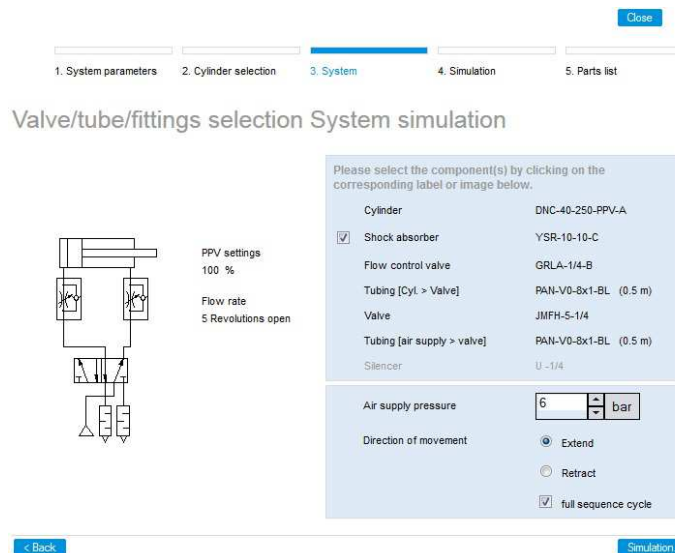 Close
1. System parameters 2. Cylinder selection 3. System 4. Simulation 5. Parts list
Valve/tube/fittings selection System simulation
Please select the component(s) by clicking on the
corresponding label or image below.
Cylinder DNC-40-250-PPV-A
Shock absorber YSR-10-10-C
Flow control valve GRLA-1/4-B
Tubing [Cyl. > Valve] PAN-V0-8x1-BL (0.5 m)
Valve JMFH-5-1/4
Tubing [air supply > valve] PAN-V0-8x1-BL (0.5 m)
Silencer U -1/4
PPV settings
100 %
Flow rate
5 Revolutions open
Air supply pressure 6 bar
Direction of movement Extend
Retract
full sequence cycle
< Back Simulation